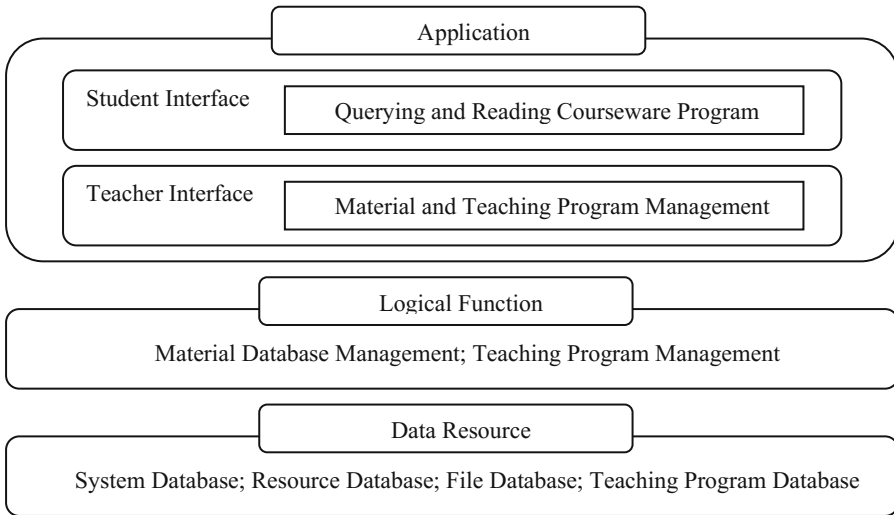 Application
Student Interface
Querying and Reading Courseware Program
Teacher Interface
Material and Teaching Program Management
Logical Function
Material Database Management; Teaching Program Management
Data Resource
System Database; Resource Database; File Database; Teaching Program Database